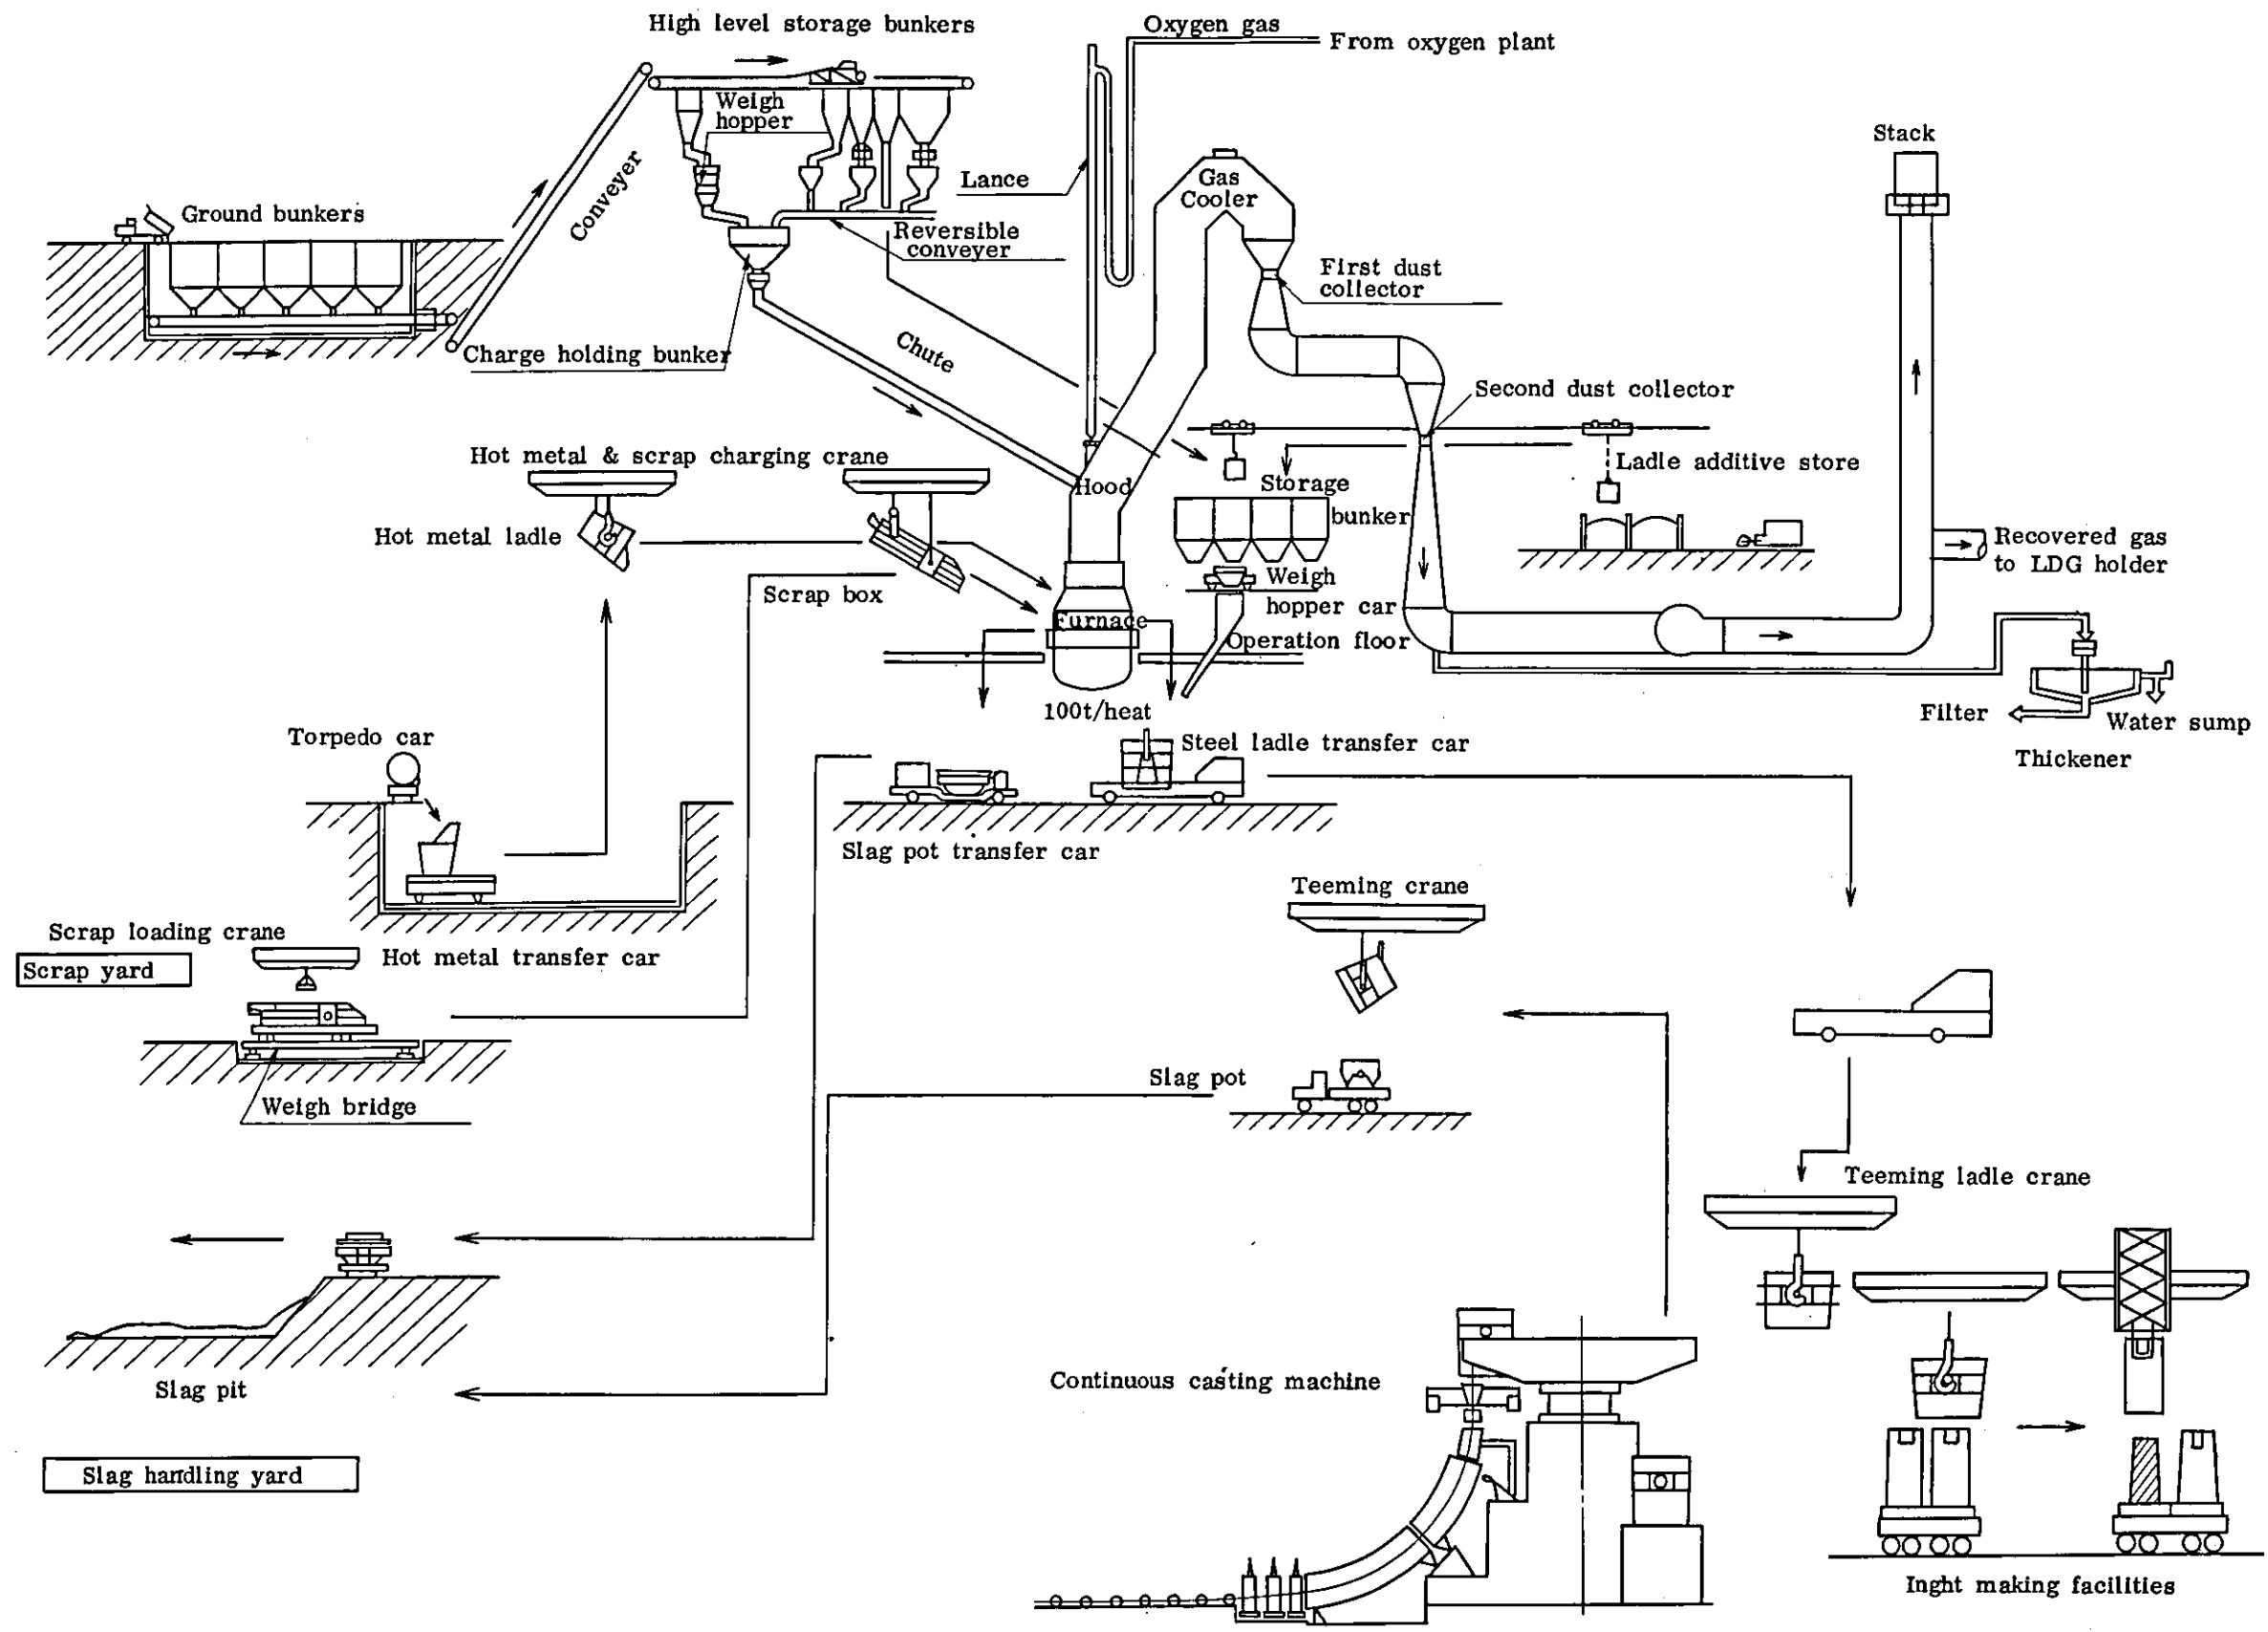 High level storage bunkers
Oxygen gas
From oxygen plant
Weigh
hopper
Stack
Conveyer
Lance
Gas
Cooler
Ground bunkers
Reversible
conveyer
First dust
collector
Charge holding bunker
Chute
Second dust collector
Hot metal & scrap charging crane
Ladle additive store
Hood
Storage
bunker
Hot metal ladle
Recovered gas
to LDG holder
Scrap box
Weigh
hopper car
Furnace
Operation floor
100t/heat
Filter
Water sump
Thickener
Torpedo car
Steel ladle transfer car
Slag pot transfer car
Teeming crane
Scrap loading crane
Scrap yard
Hot metal transfer car
Slag pot
Weigh bridge
Teeming ladle crane
Slag pit
Continuous casting machine
Slag handling yard
Inght making facilities